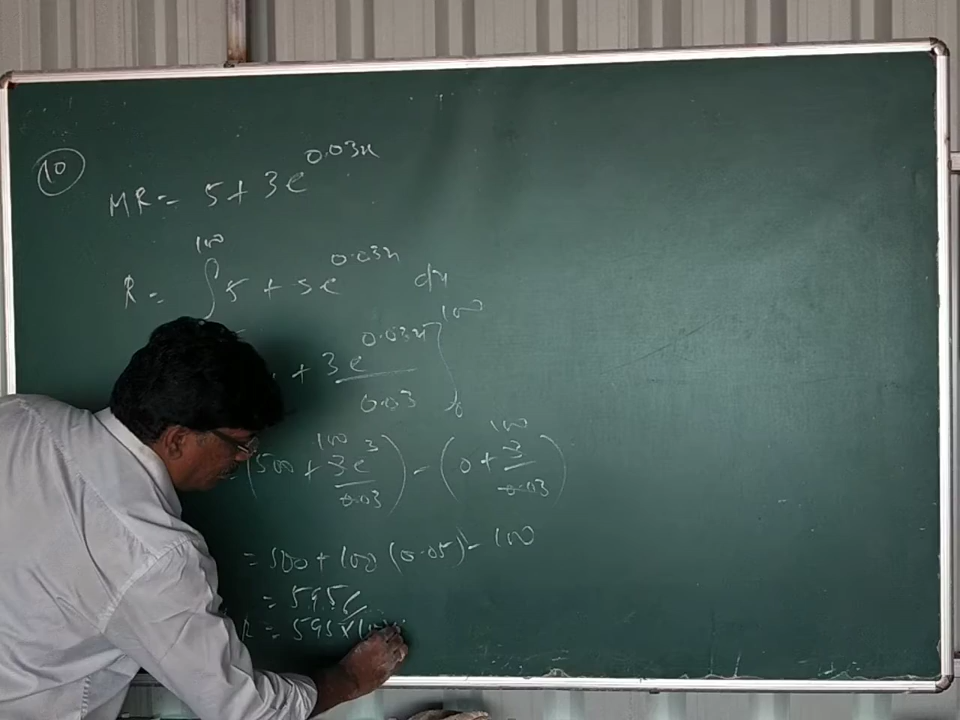 10
MR = 5 + 3e^0.03x
R = ∫ 100 5 + 3e^0.03x dx
+ 3e^0.03x / 0.03 ] 100 0
= (500 + 3e^3 / 0.03 100) - (0 + 3 / 0.03 100)
= 500 + 100 (0.05) - 100
= 595
R = 595 x